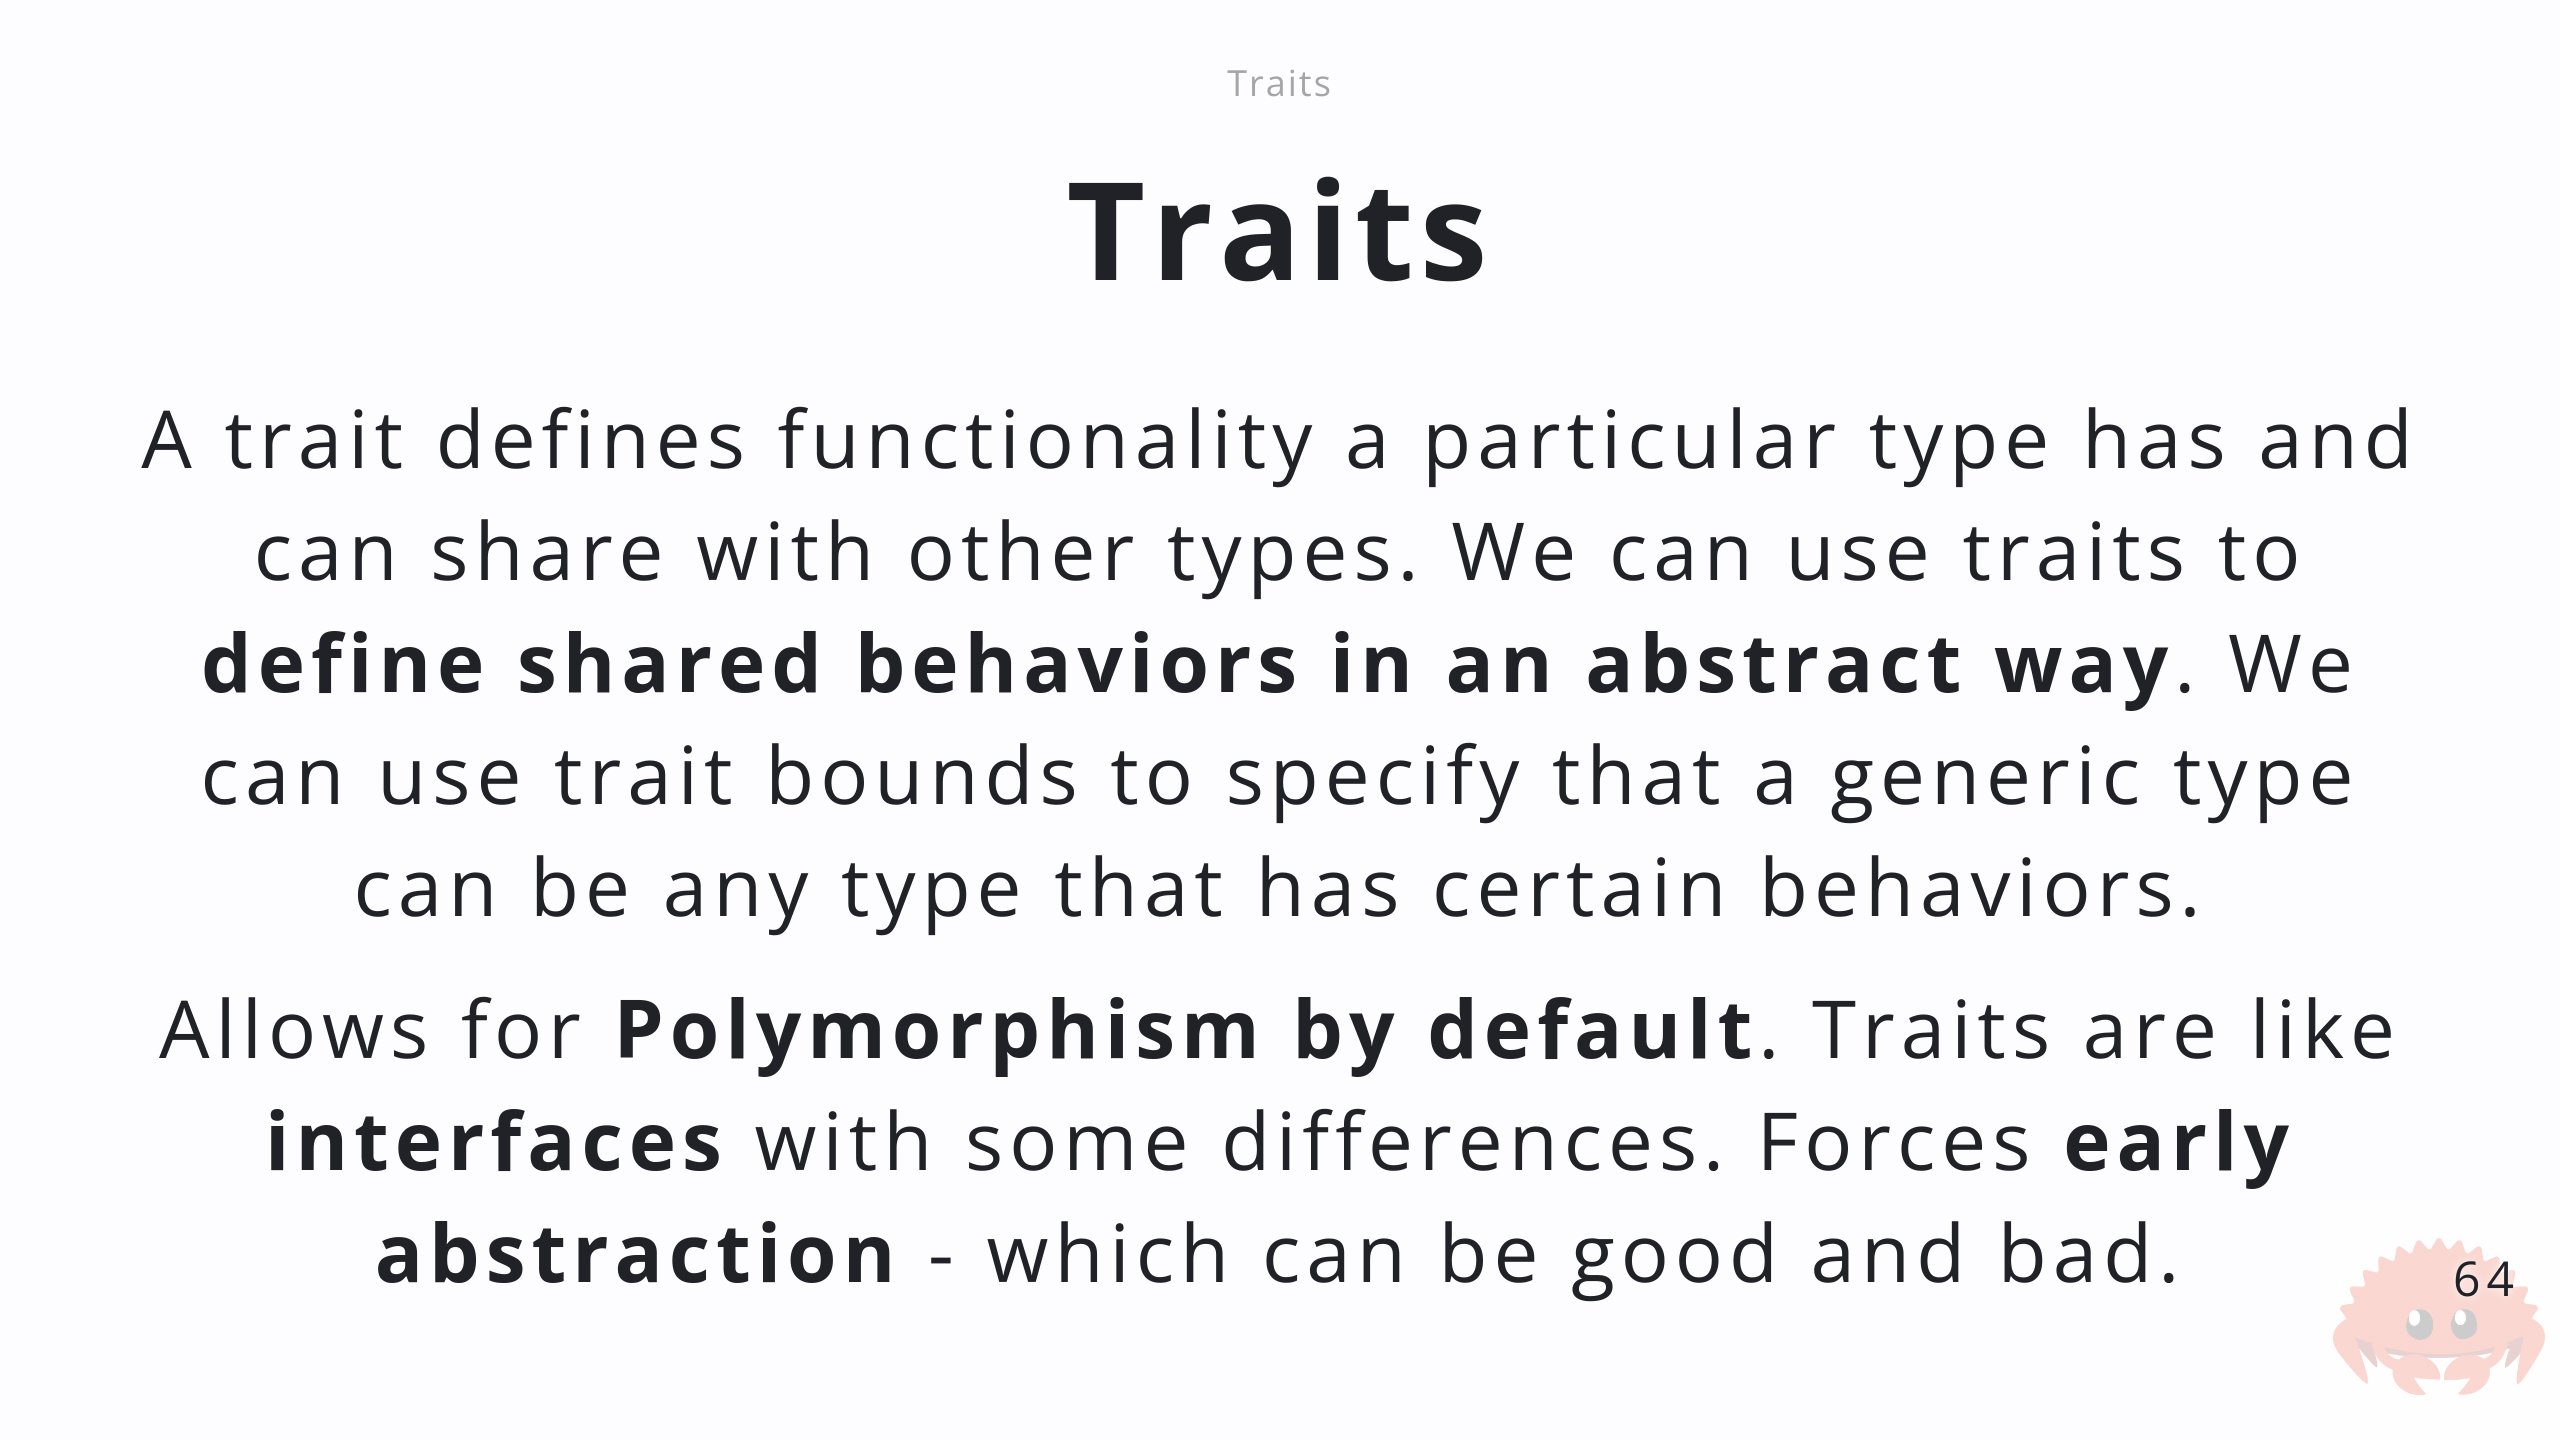 Traits
Traits
A trait defines functionality a particular type has and
can share with other types. We can use traits to
define shared behaviors in an abstract way. We
can use trait bounds to specify that a generic type
can be any type that has certain behaviors.
Allows for Polymorphism by default. Traits are like
interfaces with some differences. Forces early
abstraction - which can be good and bad.
64